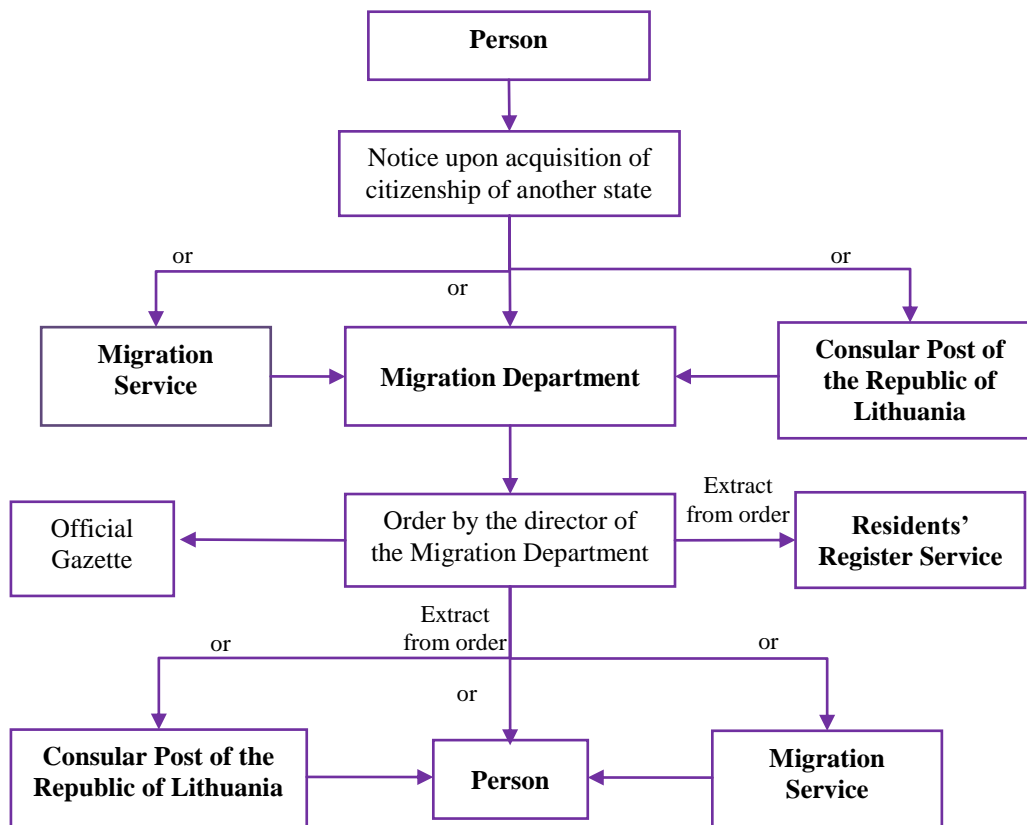 Person
Notice upon acquisition of
citizenship of another state
or
or
or
Migration
Service
Migration Department
Consular Post of
the Republic of
Lithuania
Official
Gazette
Order by the director of
the Migration Department
Extract
from order
Residents’
Register Service
Extract
from order
or
or
or
Consular Post of the
Republic of Lithuania
Person
Migration
Service